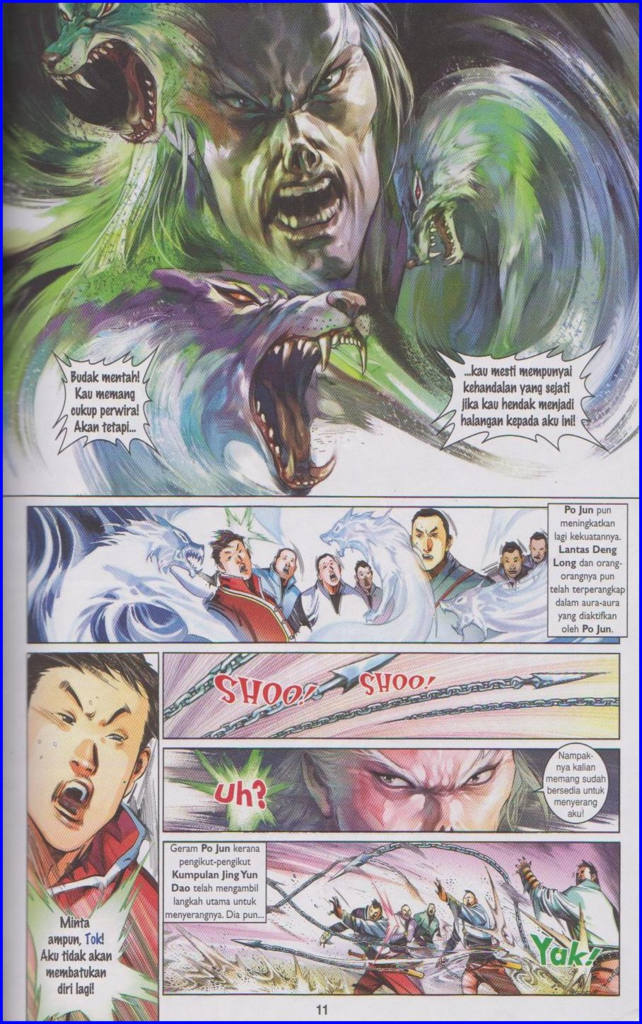 Budak mentah!
Kau memang
cukup perwira!
Akan tetapi...
...kau mesti mempunyai
kehandalan yang sejati
jika kau hendak menjadi
halangan kepada aku ini!
Po Jun pun
meningkatkan
lagi kekuatannya.
Lantas Deng
Long dan orang-
orangnya pun
telah terperangkap
dalam aura-aura
yang diaktifkan
oleh Po Jun.
Minta
ampun, Tok!
Aku tidak akan
membatukan
diri lagi!
SHOO!
SHOO!
uh?
Nampak-
nya kalian
memang sudah
bersedia untuk
menyerang
aku!
Geram Po Jun kerana
pengikut-pengikut
Kumpulan Jing Yun
Dao telah mengambil
langkah utama untuk
menyerangnya. Dia pun...
Yak!
11